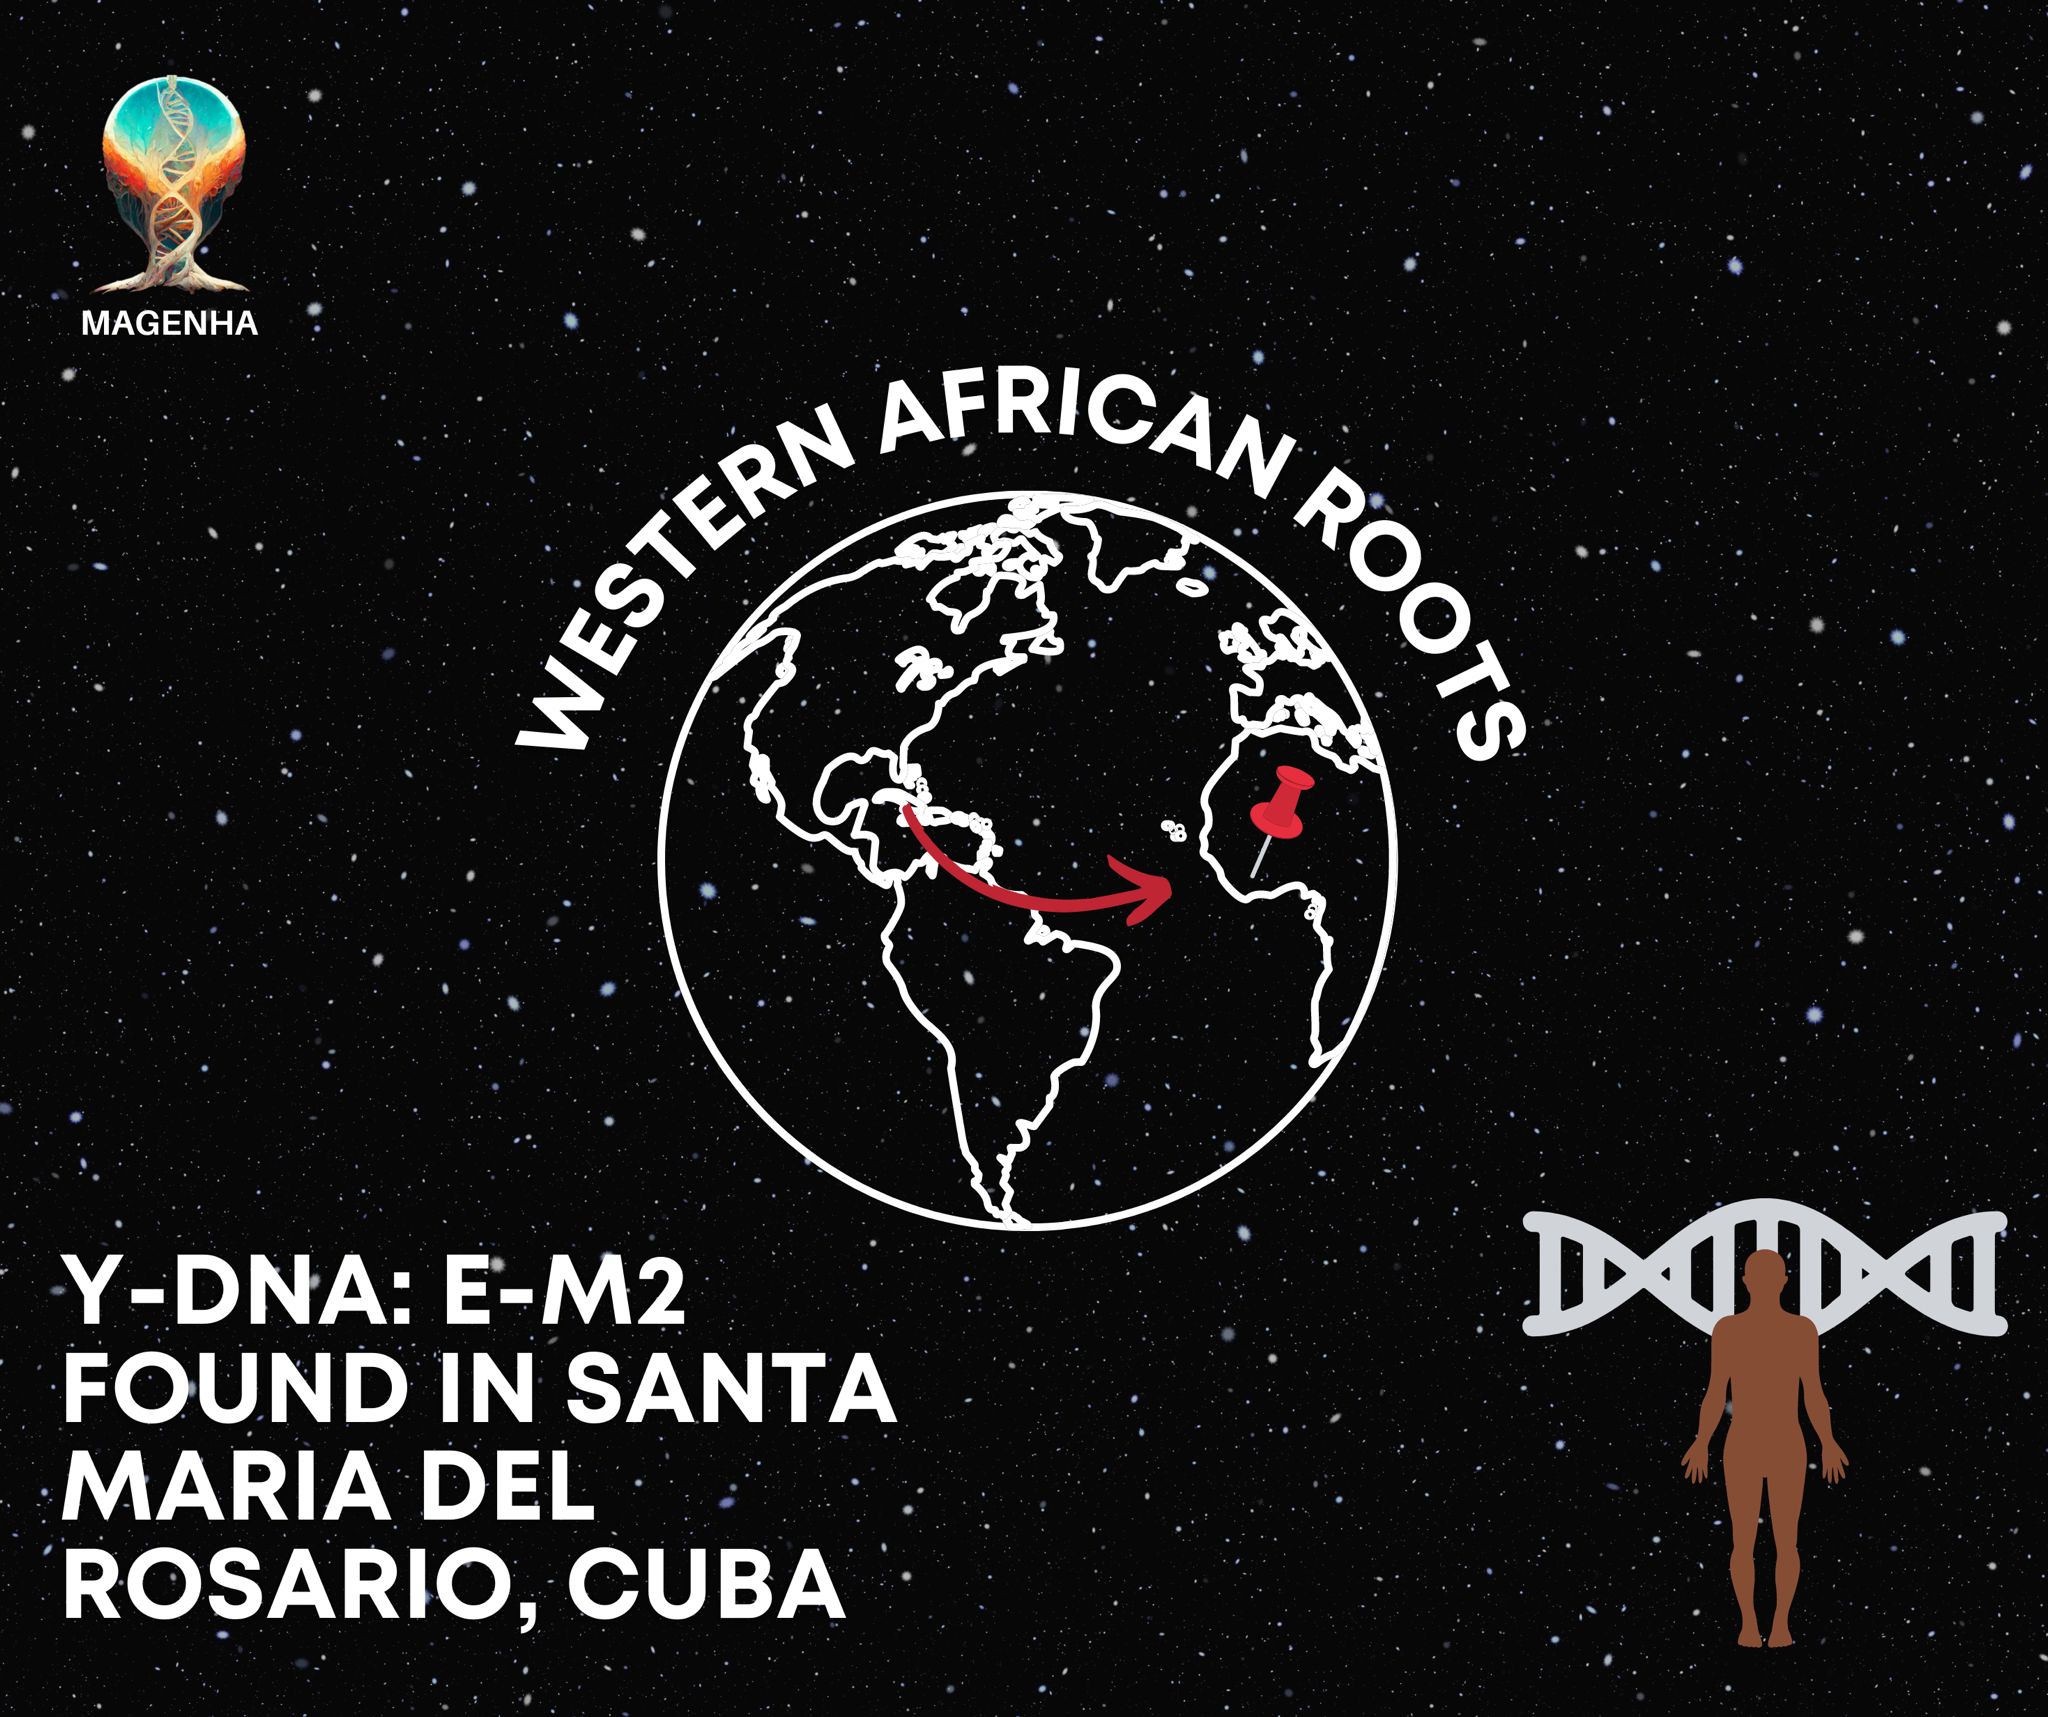 MAGENHA
WESTERN AFRICAN ROOTS
Y-DNA: E-M2
FOUND IN SANTA
MARIA DEL
ROSARIO, CUBA